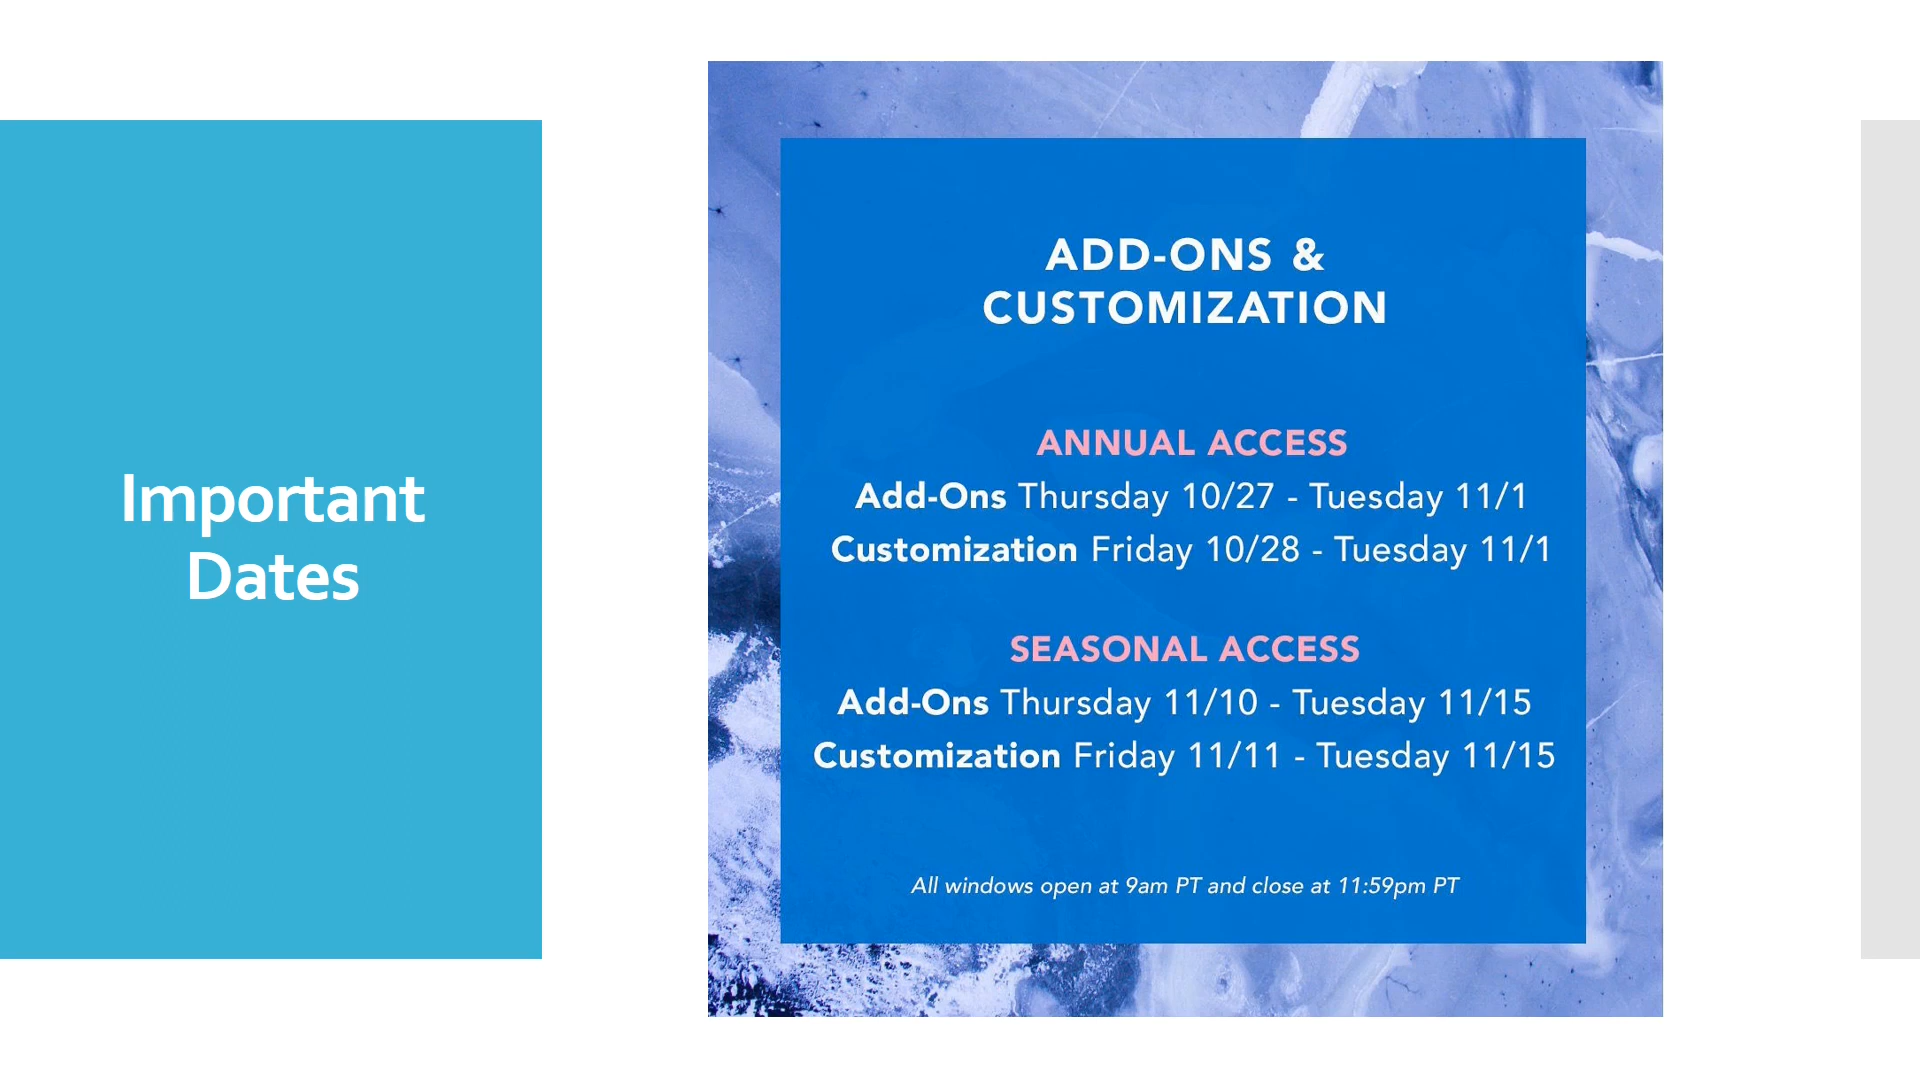 Important
Dates
ADD-ONS &
CUSTOMIZATION
ANNUAL ACCESS
Add-Ons Thursday 10/27 - Tuesday 11/1
Customization Friday 10/28 - Tuesday 11/1
SEASONAL ACCESS
Add-Ons Thursday 11/10 - Tuesday 11/15
Customization Friday 11/11 - Tuesday 11/15
All windows open at 9am PT and close at 11:59pm PT